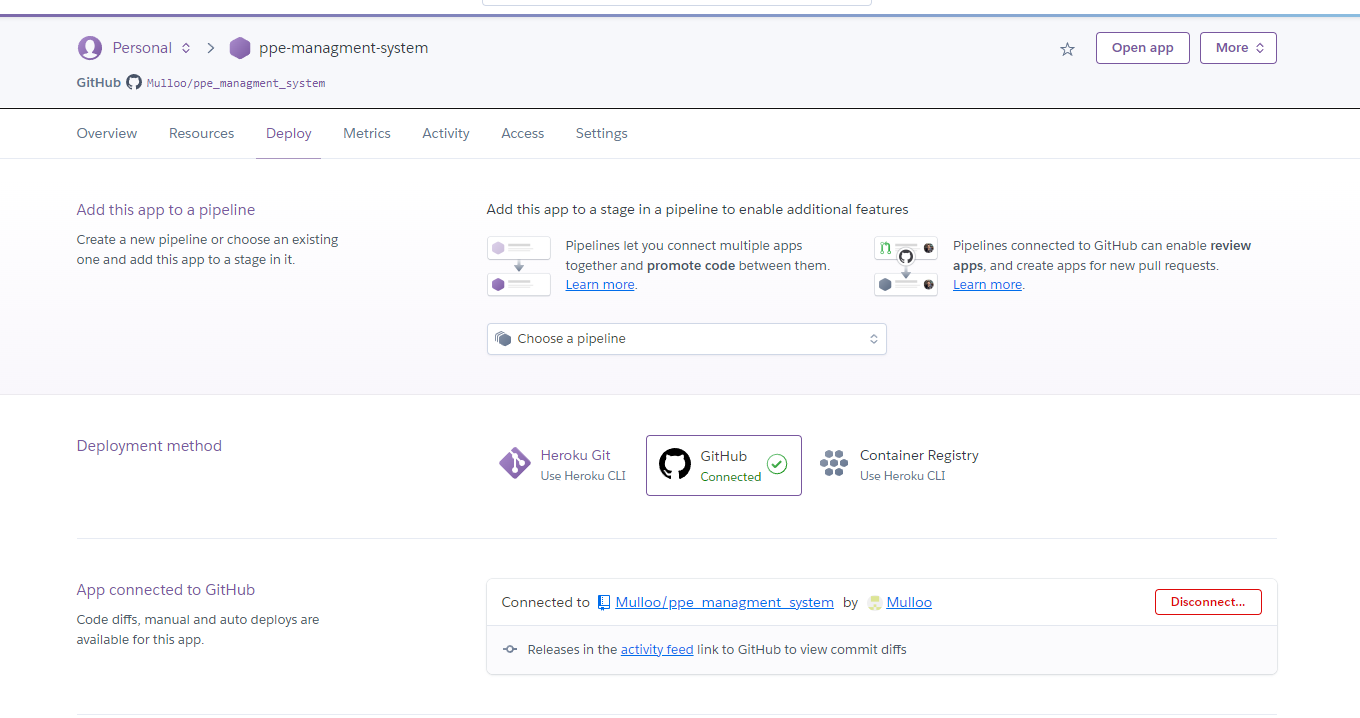 Personal ppe-managment-system Open app More
GitHub Mulloo/ppe_managment_system
Overview Resources Deploy Metrics Activity Access Settings
Add this app to a pipeline
Create a new pipeline or choose an existing
one and add this app to a stage in it.
Add this app to a stage in a pipeline to enable additional features
Pipelines let you connect multiple apps
together and promote code between them.
Learn more.
Pipelines connected to GitHub can enable review
apps, and create apps for new pull requests.
Learn more.
Choose a pipeline
Deployment method
Heroku Git
Use Heroku CLI
GitHub
Connected
Container Registry
Use Heroku CLI
App connected to GitHub
Code diffs, manual and auto deploys are
available for this app.
Connected to Mulloo/ppe_managment_system by Mulloo Disconnect...
Releases in the activity feed link to GitHub to view commit diffs